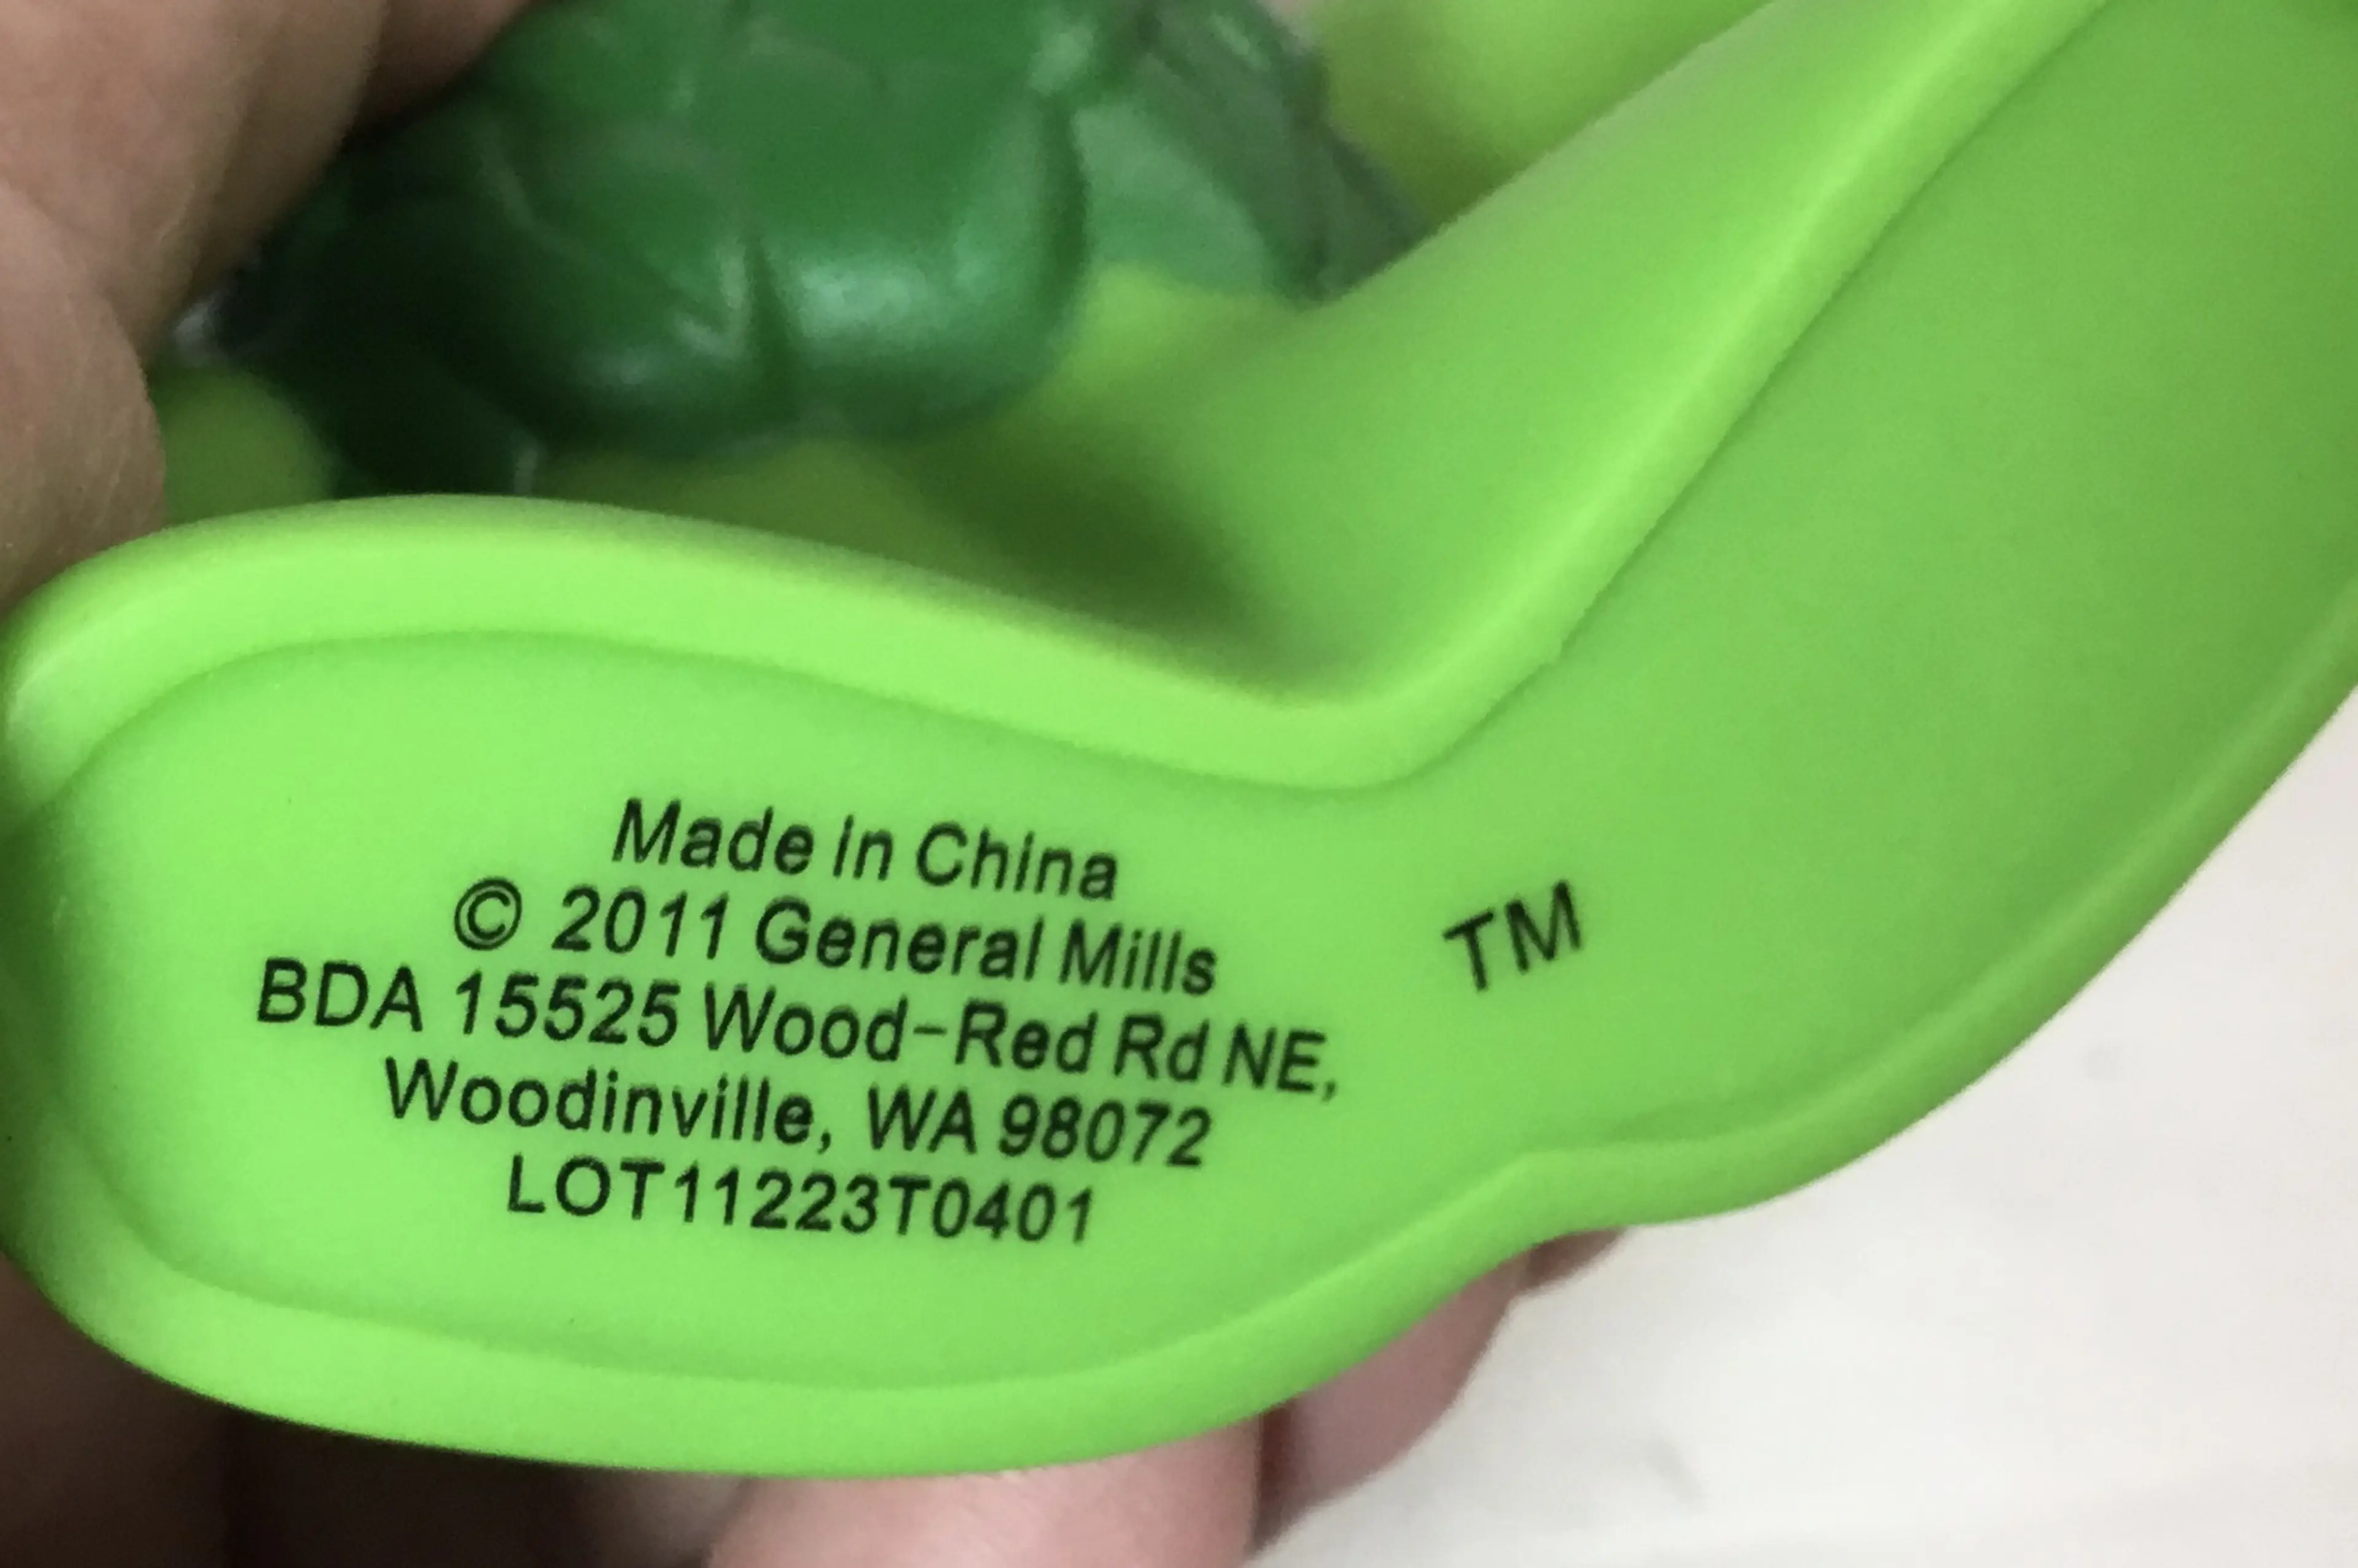 Made in China
© 2011 General Mills
BDA 15525 Wood-Red Rd NE,
Woodinville, WA 98072
LOT11223T0401
TM